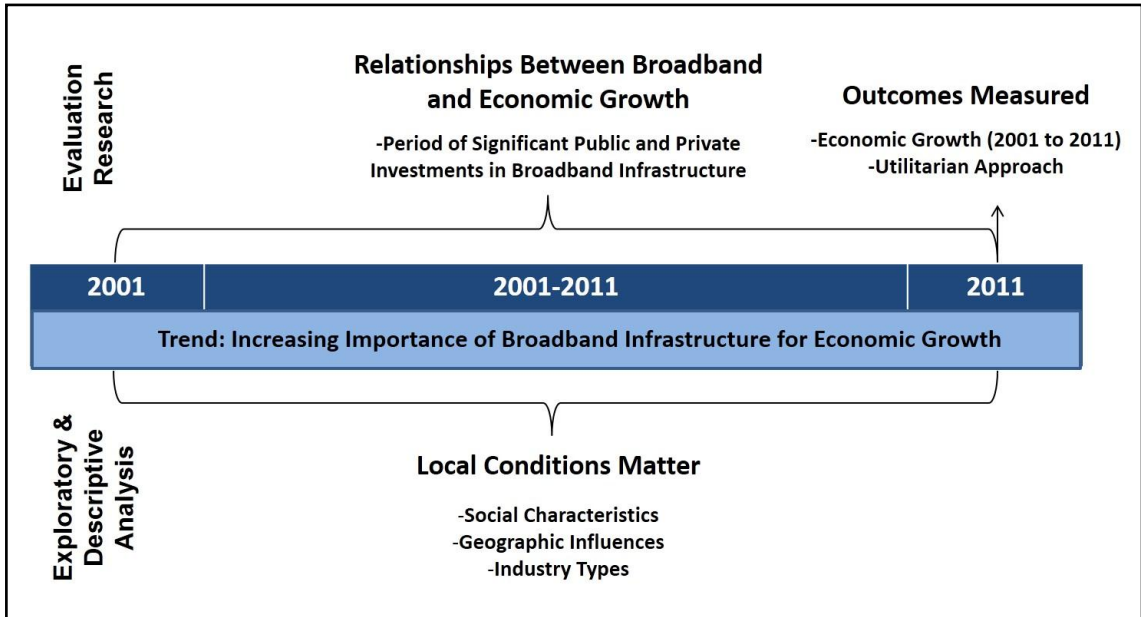 Evaluation
Research
Relationships Between Broadband
and Economic Growth
-Period of Significant Public and Private
Investments in Broadband Infrastructure
Outcomes Measured
-Economic Growth (2001 to 2011)
-Utilitarian Approach
2001
2001-2011
2011
Trend: Increasing Importance of Broadband Infrastructure for Economic Growth
Exploratory &
Descriptive
Analysis
Local Conditions Matter
-Social Characteristics
-Geographic Influences
-Industry Types